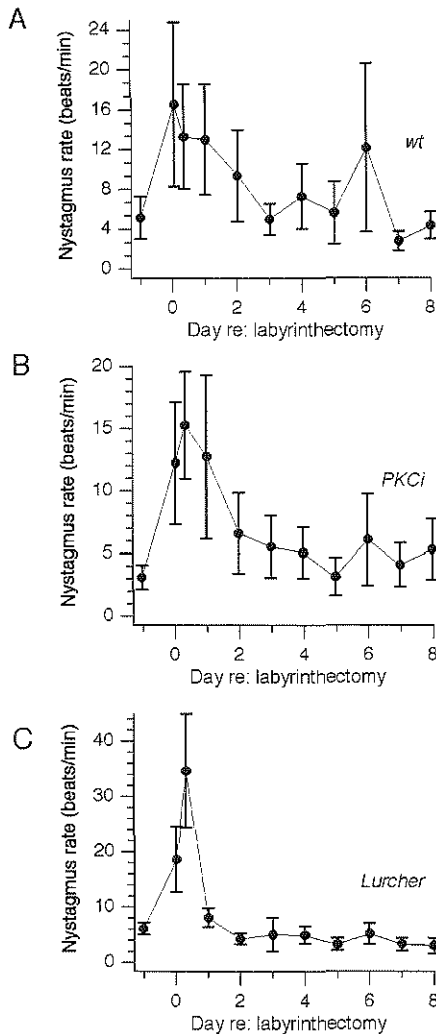 A
Nystagmus rate (beats/min)
24
20
16
12
8
4
0
wt
0 2 4 6 8
Day re: labyrinthectomy
B
Nystagmus rate (beats/min)
20
15
10
5
0
PKCi
0 2 4 6 8
Day re: labyrinthectomy
C
Nystagmus rate (beats/min)
40
30
20
10
0
Lurcher
0 2 4 6 8
Day re: labyrinthectomy